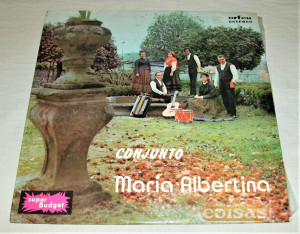 orfeu
CONJUNTO
Maria Albertina
super
Budget
coisas